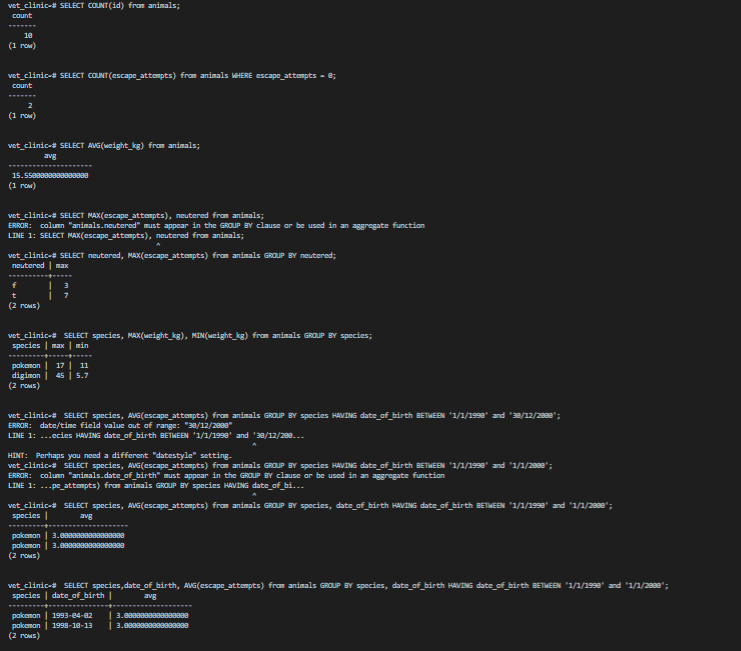 vet_clinic-# SELECT COUNT(id) from animals;
count
-------
10
(1 row)
vet_clinic-# SELECT COUNT(escape_attempts) from animals WHERE escape_attempts = 0;
count
-------
2
(1 row)
vet_clinic-# SELECT AVG(weight_kg) from animals;
avg
---------------------
15.5500000000000000
(1 row)
vet_clinic-# SELECT MAX(escape_attempts), neutered from animals;
ERROR:  column "animals.neutered" must appear in the GROUP BY clause or be used in an aggregate function
LINE 1: SELECT MAX(escape_attempts), neutered from animals;
^
vet_clinic-# SELECT neutered, MAX(escape_attempts) from animals GROUP BY neutered;
neutered | max
----------+-----
f        |   3
t        |   7
(2 rows)
vet_clinic-#  SELECT species, MAX(weight_kg), MIN(weight_kg) from animals GROUP BY species;
species | max | min
---------+-----+-----
pokemon |  17 |  11
digimon |  45 | 5.7
(2 rows)
vet_clinic-#  SELECT species, AVG(escape_attempts) from animals GROUP BY species HAVING date_of_birth BETWEEN '1/1/1990' and '30/12/2000';
ERROR:  date/time field value out of range: "30/12/2000"
LINE 1: ...ecies HAVING date_of_birth BETWEEN '1/1/1990' and '30/12/200...
^
HINT:  Perhaps you need a different "datestyle" setting.
vet_clinic-#  SELECT species, AVG(escape_attempts) from animals GROUP BY species HAVING date_of_birth BETWEEN '1/1/1990' and '1/1/2000';
ERROR:  column "animals.date_of_birth" must appear in the GROUP BY clause or be used in an aggregate function
LINE 1: ...pe_attempts) from animals GROUP BY species HAVING date_of_bi...
^
vet_clinic-#  SELECT species, AVG(escape_attempts) from animals GROUP BY species, date_of_birth HAVING date_of_birth BETWEEN '1/1/1990' and '1/1/2000';
species |        avg
---------+--------------------
pokemon | 3.0000000000000000
pokemon | 3.0000000000000000
(2 rows)
vet_clinic-#  SELECT species,date_of_birth, AVG(escape_attempts) from animals GROUP BY species, date_of_birth HAVING date_of_birth BETWEEN '1/1/1990' and '1/1/2000';
species | date_of_birth |        avg
---------+---------------+--------------------
pokemon | 1993-04-02    | 3.0000000000000000
pokemon | 1998-10-13    | 3.0000000000000000
(2 rows)